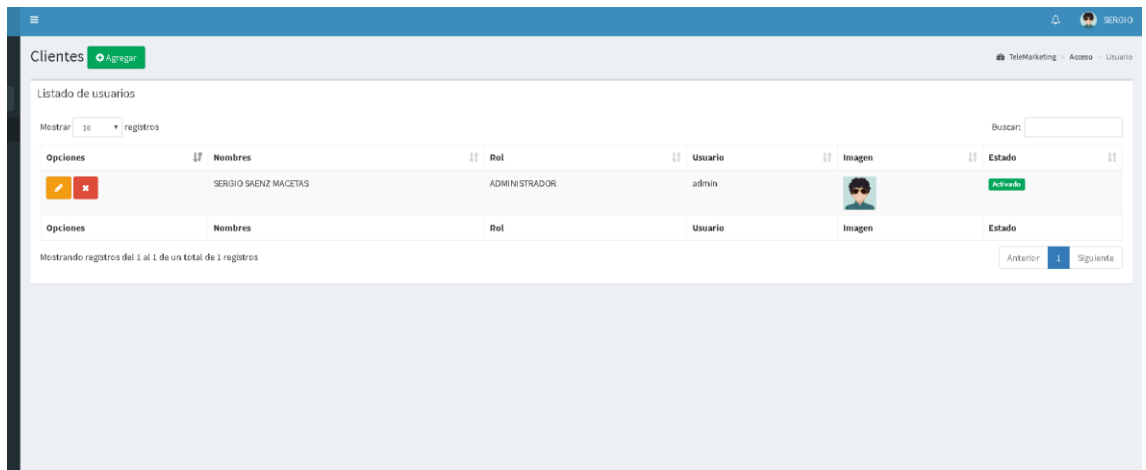 SERGIO
Clientes Agregar
TeleMarketing > Acceso > Usuario
Listado de usuarios
Mostrar 10 registros Buscar:
Opciones Nombres Rol Usuario Imagen Estado
SERGIO SAENZ MACETAS ADMINISTRADOR admin Activado
Opciones Nombres Rol Usuario Imagen Estado
Mostrando registros del 1 al 1 de un total de 1 registros Anterior 1 Siguiente